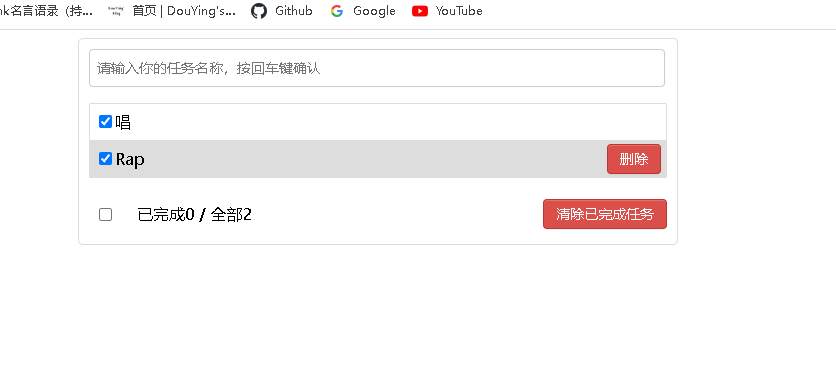 nk名言语录（持...  首页 | DouYing's...  Github  Google  YouTube
请输入你的任务名称，按回车键确认
唱
Rap  删除
已完成0 / 全部2  清除已完成任务